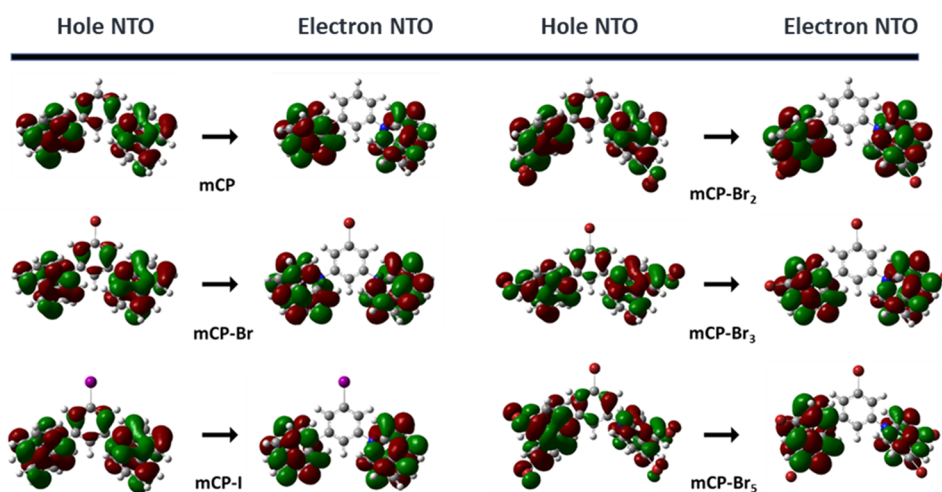 Hole NTO Electron NTO Hole NTO Electron NTO
mCP mCP-Br₂
mCP-Br mCP-Br₃
mCP-I mCP-Br₅